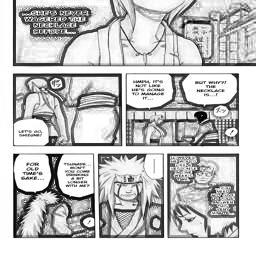 ...SHE'S NEVER
WAGERED THE
NECKLACE
BEFORE...
LET'S GO, SHIZUNE!
HMPH, IT'S NOT
LIKE HE'S
GOING TO
MANAGE
IT...
BUT WHY?! THE
NECKLACE
IS...!
FOR
OLD
TIME'S
SAKE...
TSUNADE...
WON'T
YOU COME
DRINKING A
BIT LONGER
WITH ME?